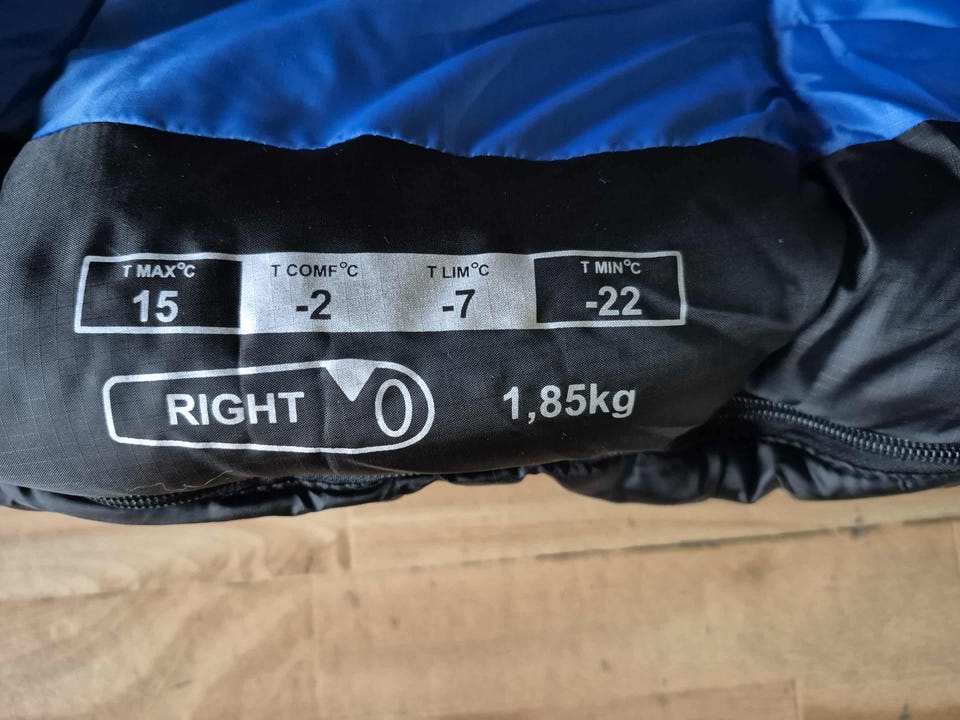 T MAX°C T COMF°C T LIM°C T MIN°C
15 -2 -7 -22
RIGHT 1,85kg